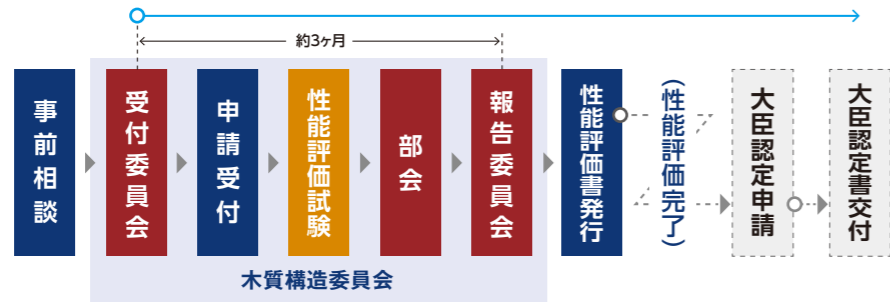 約3ヶ月
事前相談
受付委員会
申請受付
性能評価試験
部会
報告委員会
性能評価書発行
(性能評価完了)
大臣認定申請
大臣認定書交付
木質構造委員会